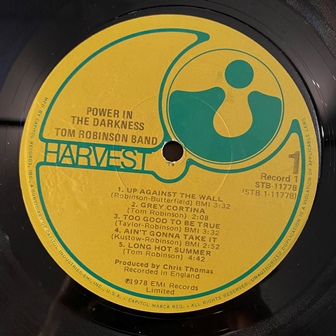 POWER IN
THE DARKNESS
TOM ROBINSON BAND
HARVEST
1
Record 1
STB-11778
(STB 1-11778)
1. UP AGAINST THE WALL
(Robinson-Butterfield) BMI 3:32
2. GREY CORTINA
(Tom Robinson) 2:08
3. TOO GOOD TO BE TRUE
(Taylor-Robinson) BMI 3:32
4. AIN'T GONNA TAKE IT
(Kustow-Robinson) BMI 2:52
5. LONG HOT SUMMER
(Tom Robinson) 4:42
Produced by Chris Thomas
Recorded in England
℗1978 EMI Records
Limited